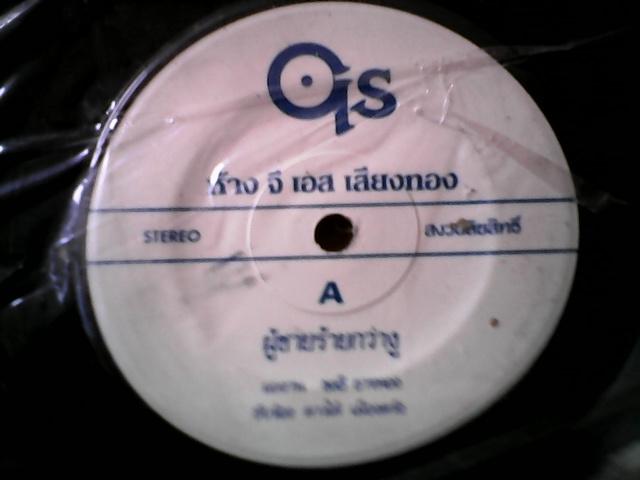 GS
ห้าง จี เอส เสียงทอง
STEREO
สงวนลิขสิทธิ์
A
ผู้ชายร้ายกว่างู